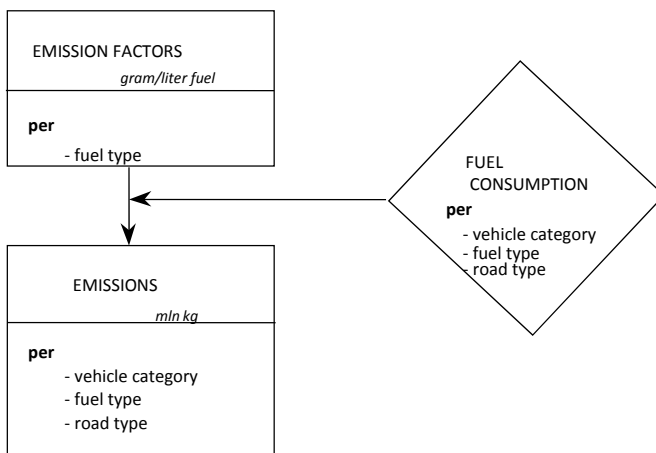 EMISSION FACTORS
gram/liter fuel
per
- fuel type
FUEL
CONSUMPTION
per
- vehicle category
- fuel type
- road type
EMISSIONS
mln kg
per
- vehicle category
- fuel type
- road type